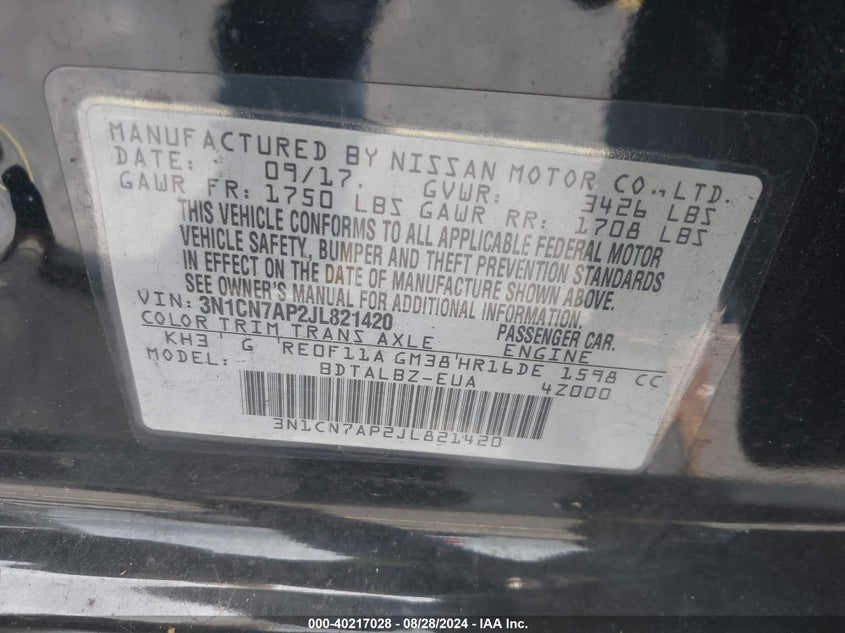 MANUFACTURED BY NISSAN MOTOR CO.,LTD.
DATE: 09/17. GVWR: 3426 LBS
GAWR FR: 1750 LBS GAWR RR: 1708 LBS
THIS VEHICLE CONFORMS TO ALL APPLICABLE FEDERAL MOTOR
VEHICLE SAFETY, BUMPER AND THEFT PREVENTION STANDARDS
IN EFFECT ON THE DATE OF MANUFACTURE SHOWN ABOVE.
SEE OWNER'S MANUAL FOR ADDITIONAL INFORMATION.
VIN: 3N1CN7AP2JL821420 PASSENGER CAR.
COLOR TRIM TRANS AXLE ENGINE
KH3 G RE0F11A GM38 HR16DE 1598 CC
MODEL: BDTALBZ-EUA 4Z000
3N1CN7AP2JL821420
000-40217028 - 08/28/2024 - IAA Inc.